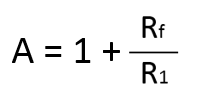 A = 1 + Rf
R1